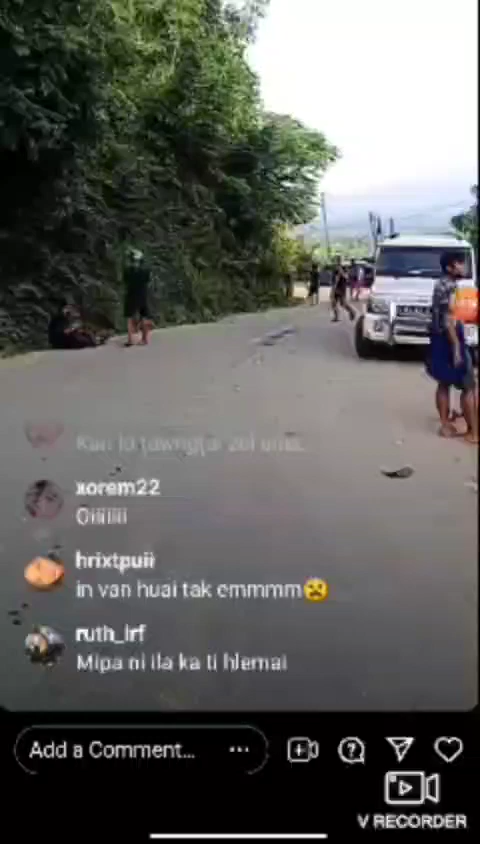 xorem22
Oiiiiiii
hrixtpuii
in van huai tak emmmm😟
ruth_lrf
Mipa ni ila ka ti hlemai
Add a Comment...
V RECORDER